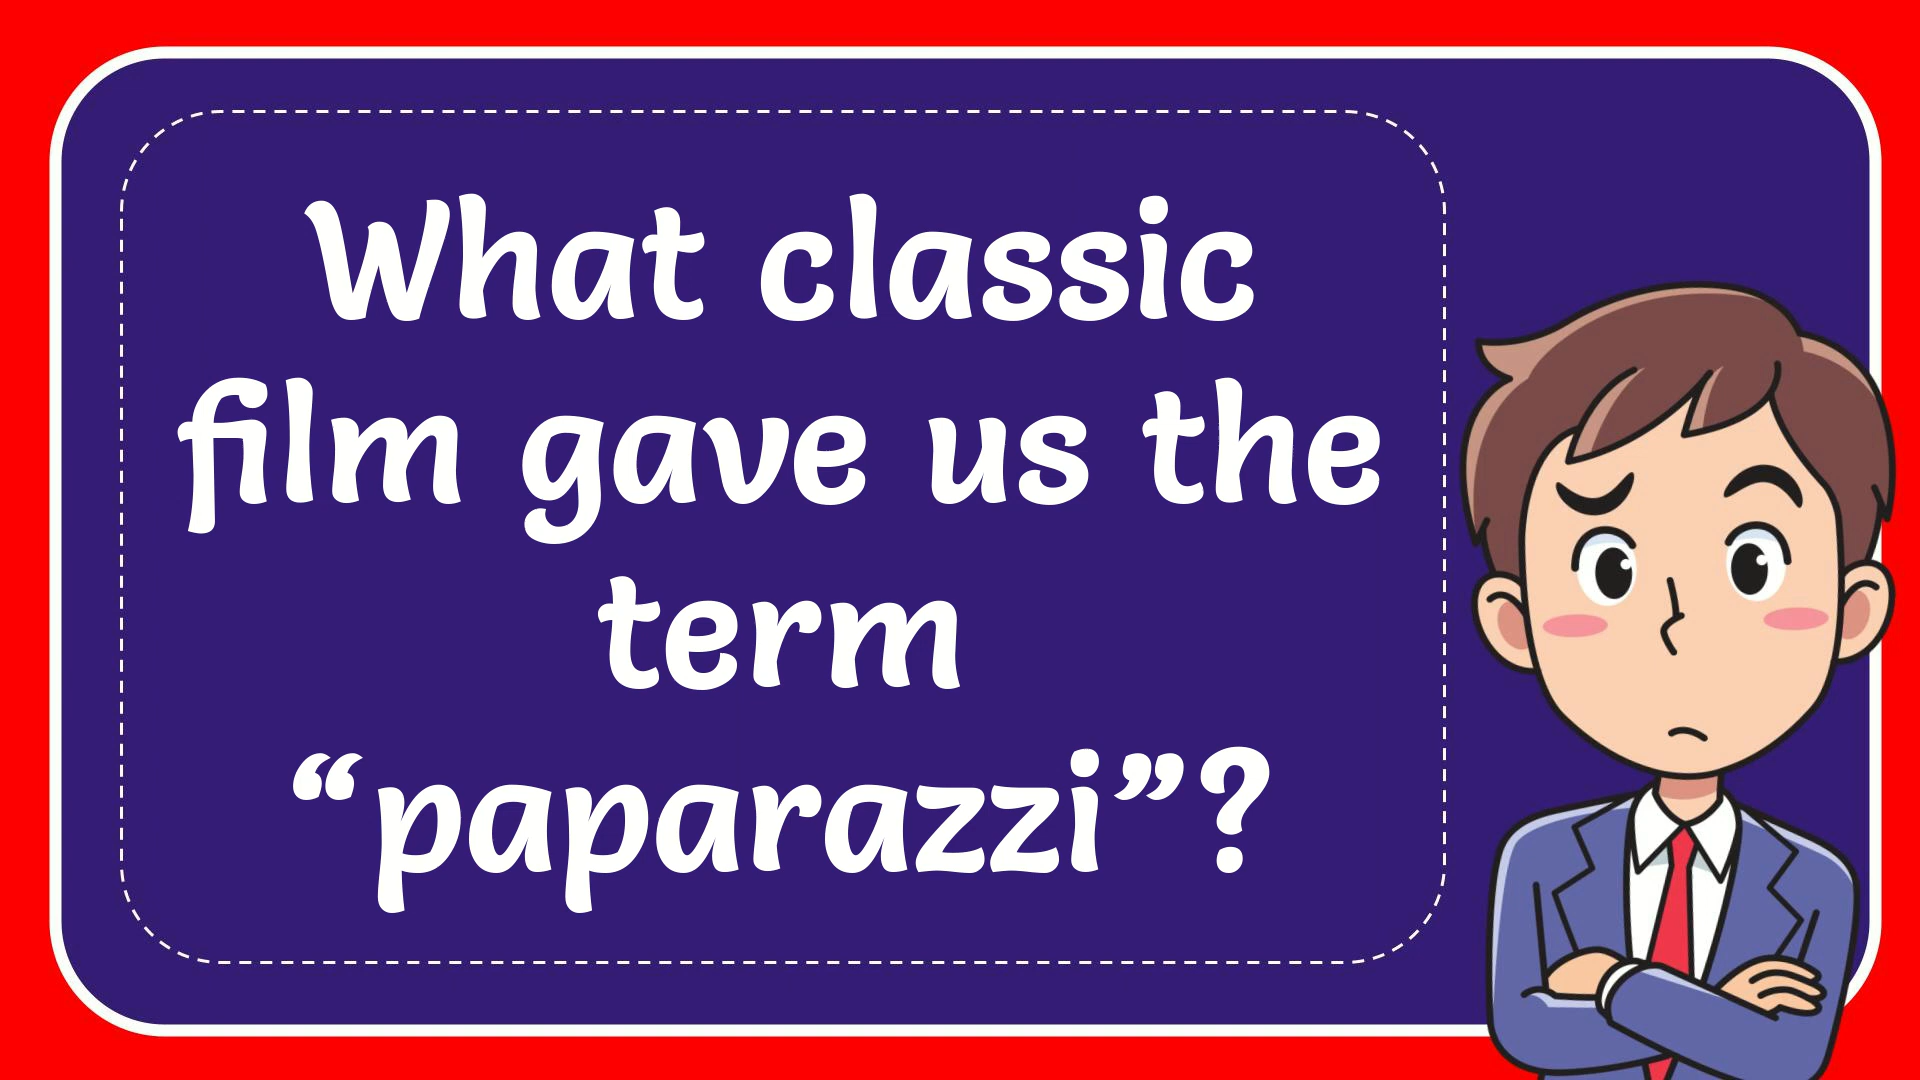 What classic
film gave us the
term
“paparazzi”?